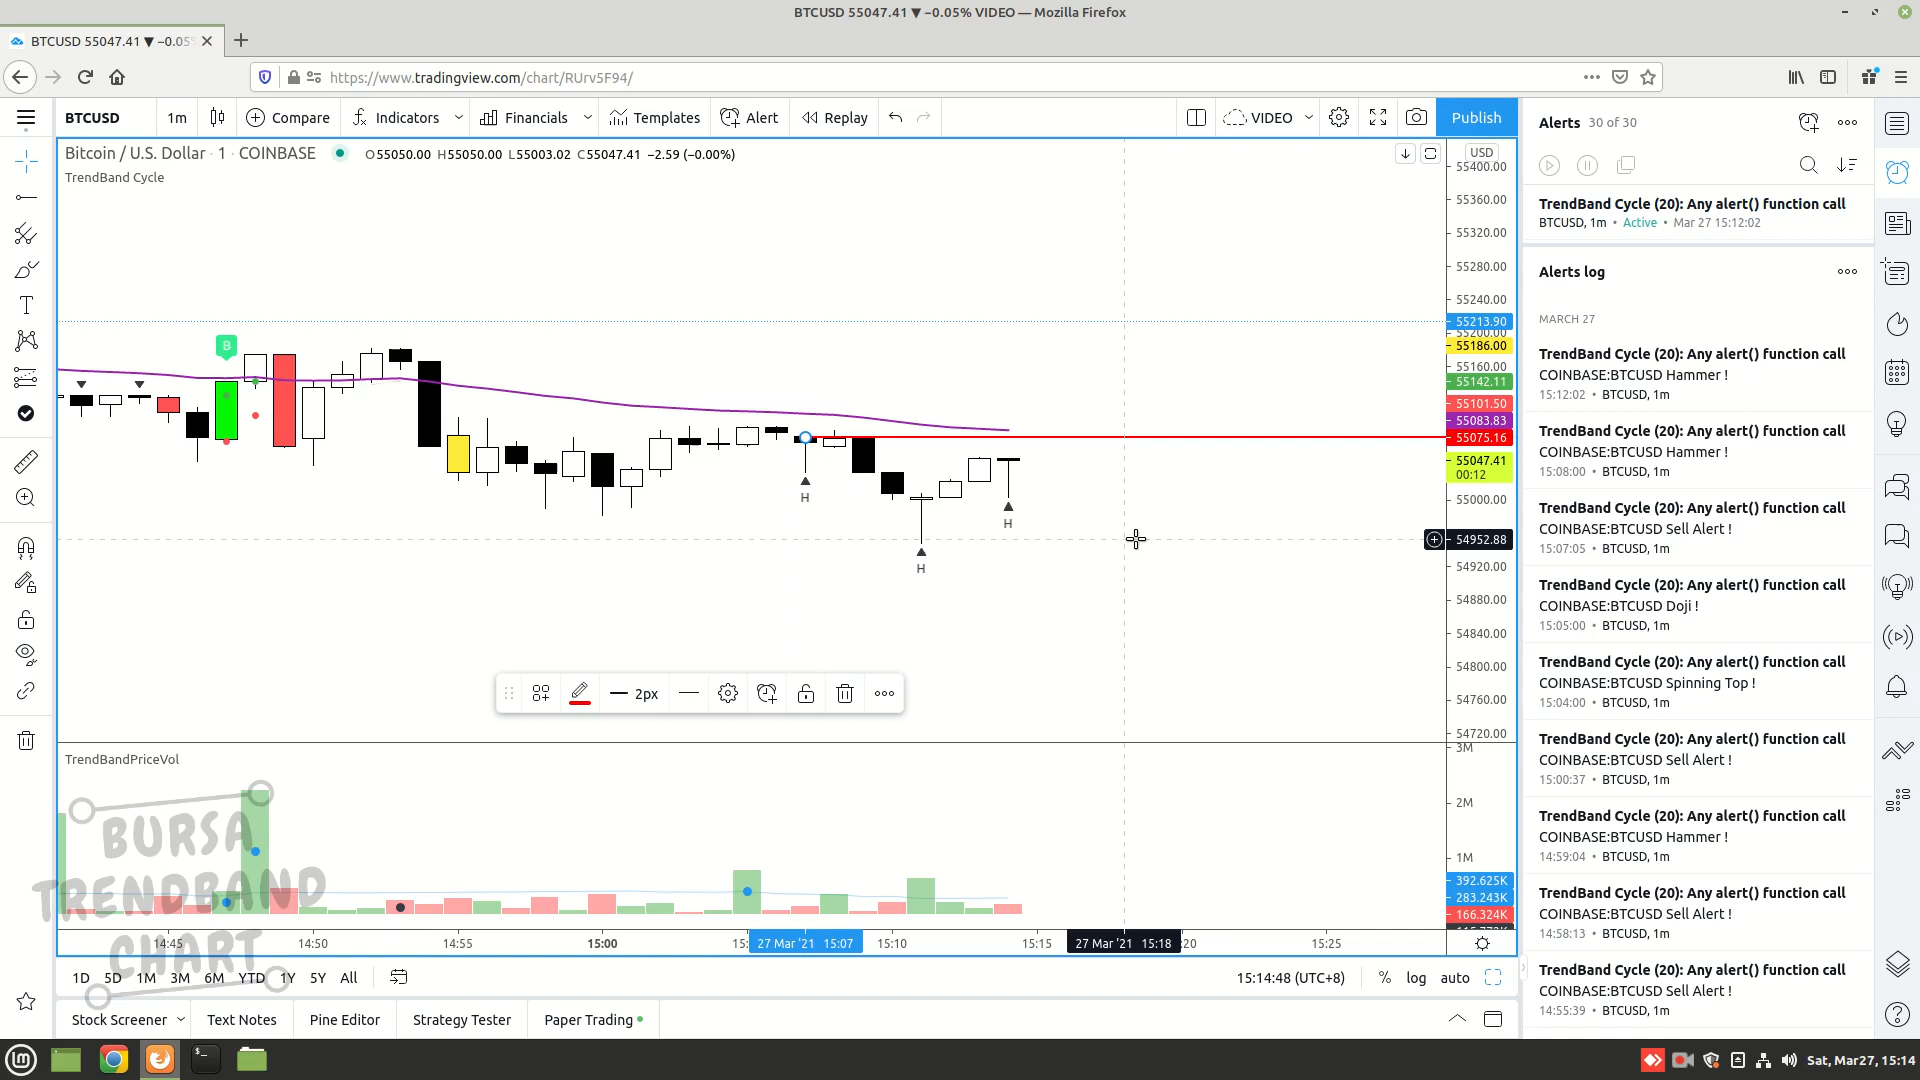 BTCUSD 55047.41 ▼ −0.05% VIDEO — Mozilla Firefox
BTCUSD 55047.41 ▼ −0.05%
https://www.tradingview.com/chart/RUrv5F94/
BTCUSD 1m Compare Indicators Financials Templates Alert Replay VIDEO Publish
Bitcoin / U.S. Dollar · 1 · COINBASE O55050.00 H55050.00 L55003.02 C55047.41 −2.59 (−0.00%)
TrendBand Cycle
USD
55400.00
55360.00
55320.00
55280.00
55240.00
55213.90
55200.00
55186.00
55160.00
55142.11
55101.50
55083.83
55075.16
55047.41
00:12
55000.00
54952.88
54920.00
54880.00
54840.00
54800.00
54760.00
54720.00
B
H
H
H
2px
TrendBandPriceVol
3M
2M
1M
392.625K
283.243K
166.324K
BURSA
TRENDBAND
CHART
14:45 14:50 14:55 15:00 15: 27 Mar '21 15:07 15:10 15:15 27 Mar '21 15:18 :20 15:25
1D 5D 1M 3M 6M YTD 1Y 5Y All 15:14:48 (UTC+8) % log auto
Stock Screener Text Notes Pine Editor Strategy Tester Paper Trading
Alerts 30 of 30
TrendBand Cycle (20): Any alert() function call
BTCUSD, 1m • Active • Mar 27 15:12:02
Alerts log
MARCH 27
TrendBand Cycle (20): Any alert() function call
COINBASE:BTCUSD Hammer !
15:12:02 • BTCUSD, 1m
TrendBand Cycle (20): Any alert() function call
COINBASE:BTCUSD Hammer !
15:08:00 • BTCUSD, 1m
TrendBand Cycle (20): Any alert() function call
COINBASE:BTCUSD Sell Alert !
15:07:05 • BTCUSD, 1m
TrendBand Cycle (20): Any alert() function call
COINBASE:BTCUSD Doji !
15:05:00 • BTCUSD, 1m
TrendBand Cycle (20): Any alert() function call
COINBASE:BTCUSD Spinning Top !
15:04:00 • BTCUSD, 1m
TrendBand Cycle (20): Any alert() function call
COINBASE:BTCUSD Sell Alert !
15:00:37 • BTCUSD, 1m
TrendBand Cycle (20): Any alert() function call
COINBASE:BTCUSD Hammer !
14:59:04 • BTCUSD, 1m
TrendBand Cycle (20): Any alert() function call
COINBASE:BTCUSD Sell Alert !
14:58:13 • BTCUSD, 1m
TrendBand Cycle (20): Any alert() function call
COINBASE:BTCUSD Sell Alert !
14:55:39 • BTCUSD, 1m
Sat, Mar27, 15:14